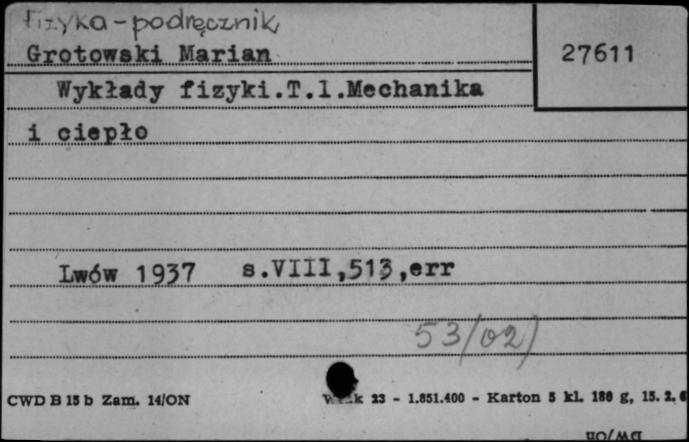 Fizyka - podręcznik
Grotowski Marian
27611
Wykłady fizyki.T.1.Mechanika
i ciepło
Lwów 1937 s.VIII,513,err
53/02)
CWD B 15 b Zam. 14/ON
23 - 1.851.400 - Karton 5 kl. 180 g, 15. 2. 6